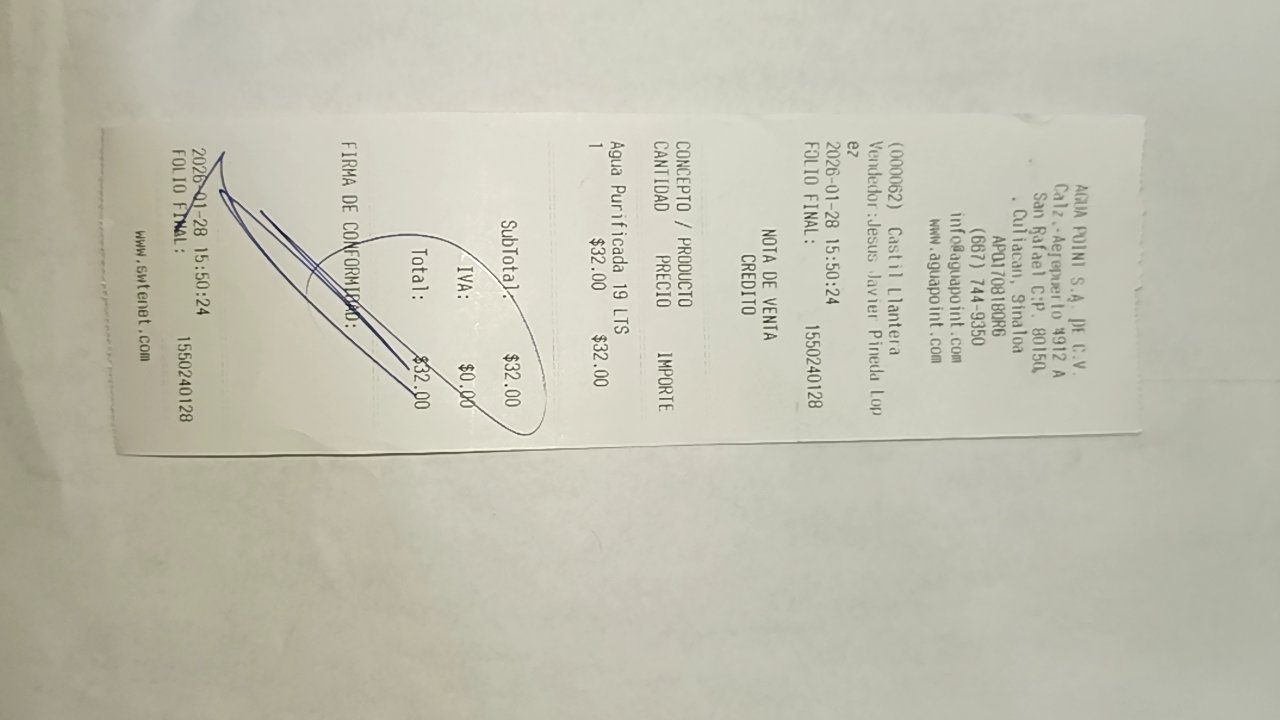 AGUA POINT S.A. DE C.V.
Calz. Aeropuerto 4912 A
San Rafael C.P. 80150,
, Culiacan, Sinaloa
APO170818QR6
(667) 744-9350
info@aguapoint.com
www.aguapoint.com
(000062) Castil Llantera
Vendedor:Jesus Javier Pineda Lop
ez
2026-01-28 15:50:24
FOLIO FINAL: 1550240128
NOTA DE VENTA
CREDITO
CONCEPTO / PRODUCTO
CANTIDAD PRECIO IMPORTE
Agua Purificada 19 LTS
1 $32.00 $32.00
SubTotal: $32.00
IVA: $0.00
Total: $32.00
FIRMA DE CONFORMIDAD:
2026-01-28 15:50:24
FOLIO FINAL: 1550240128
www.swtenet.com